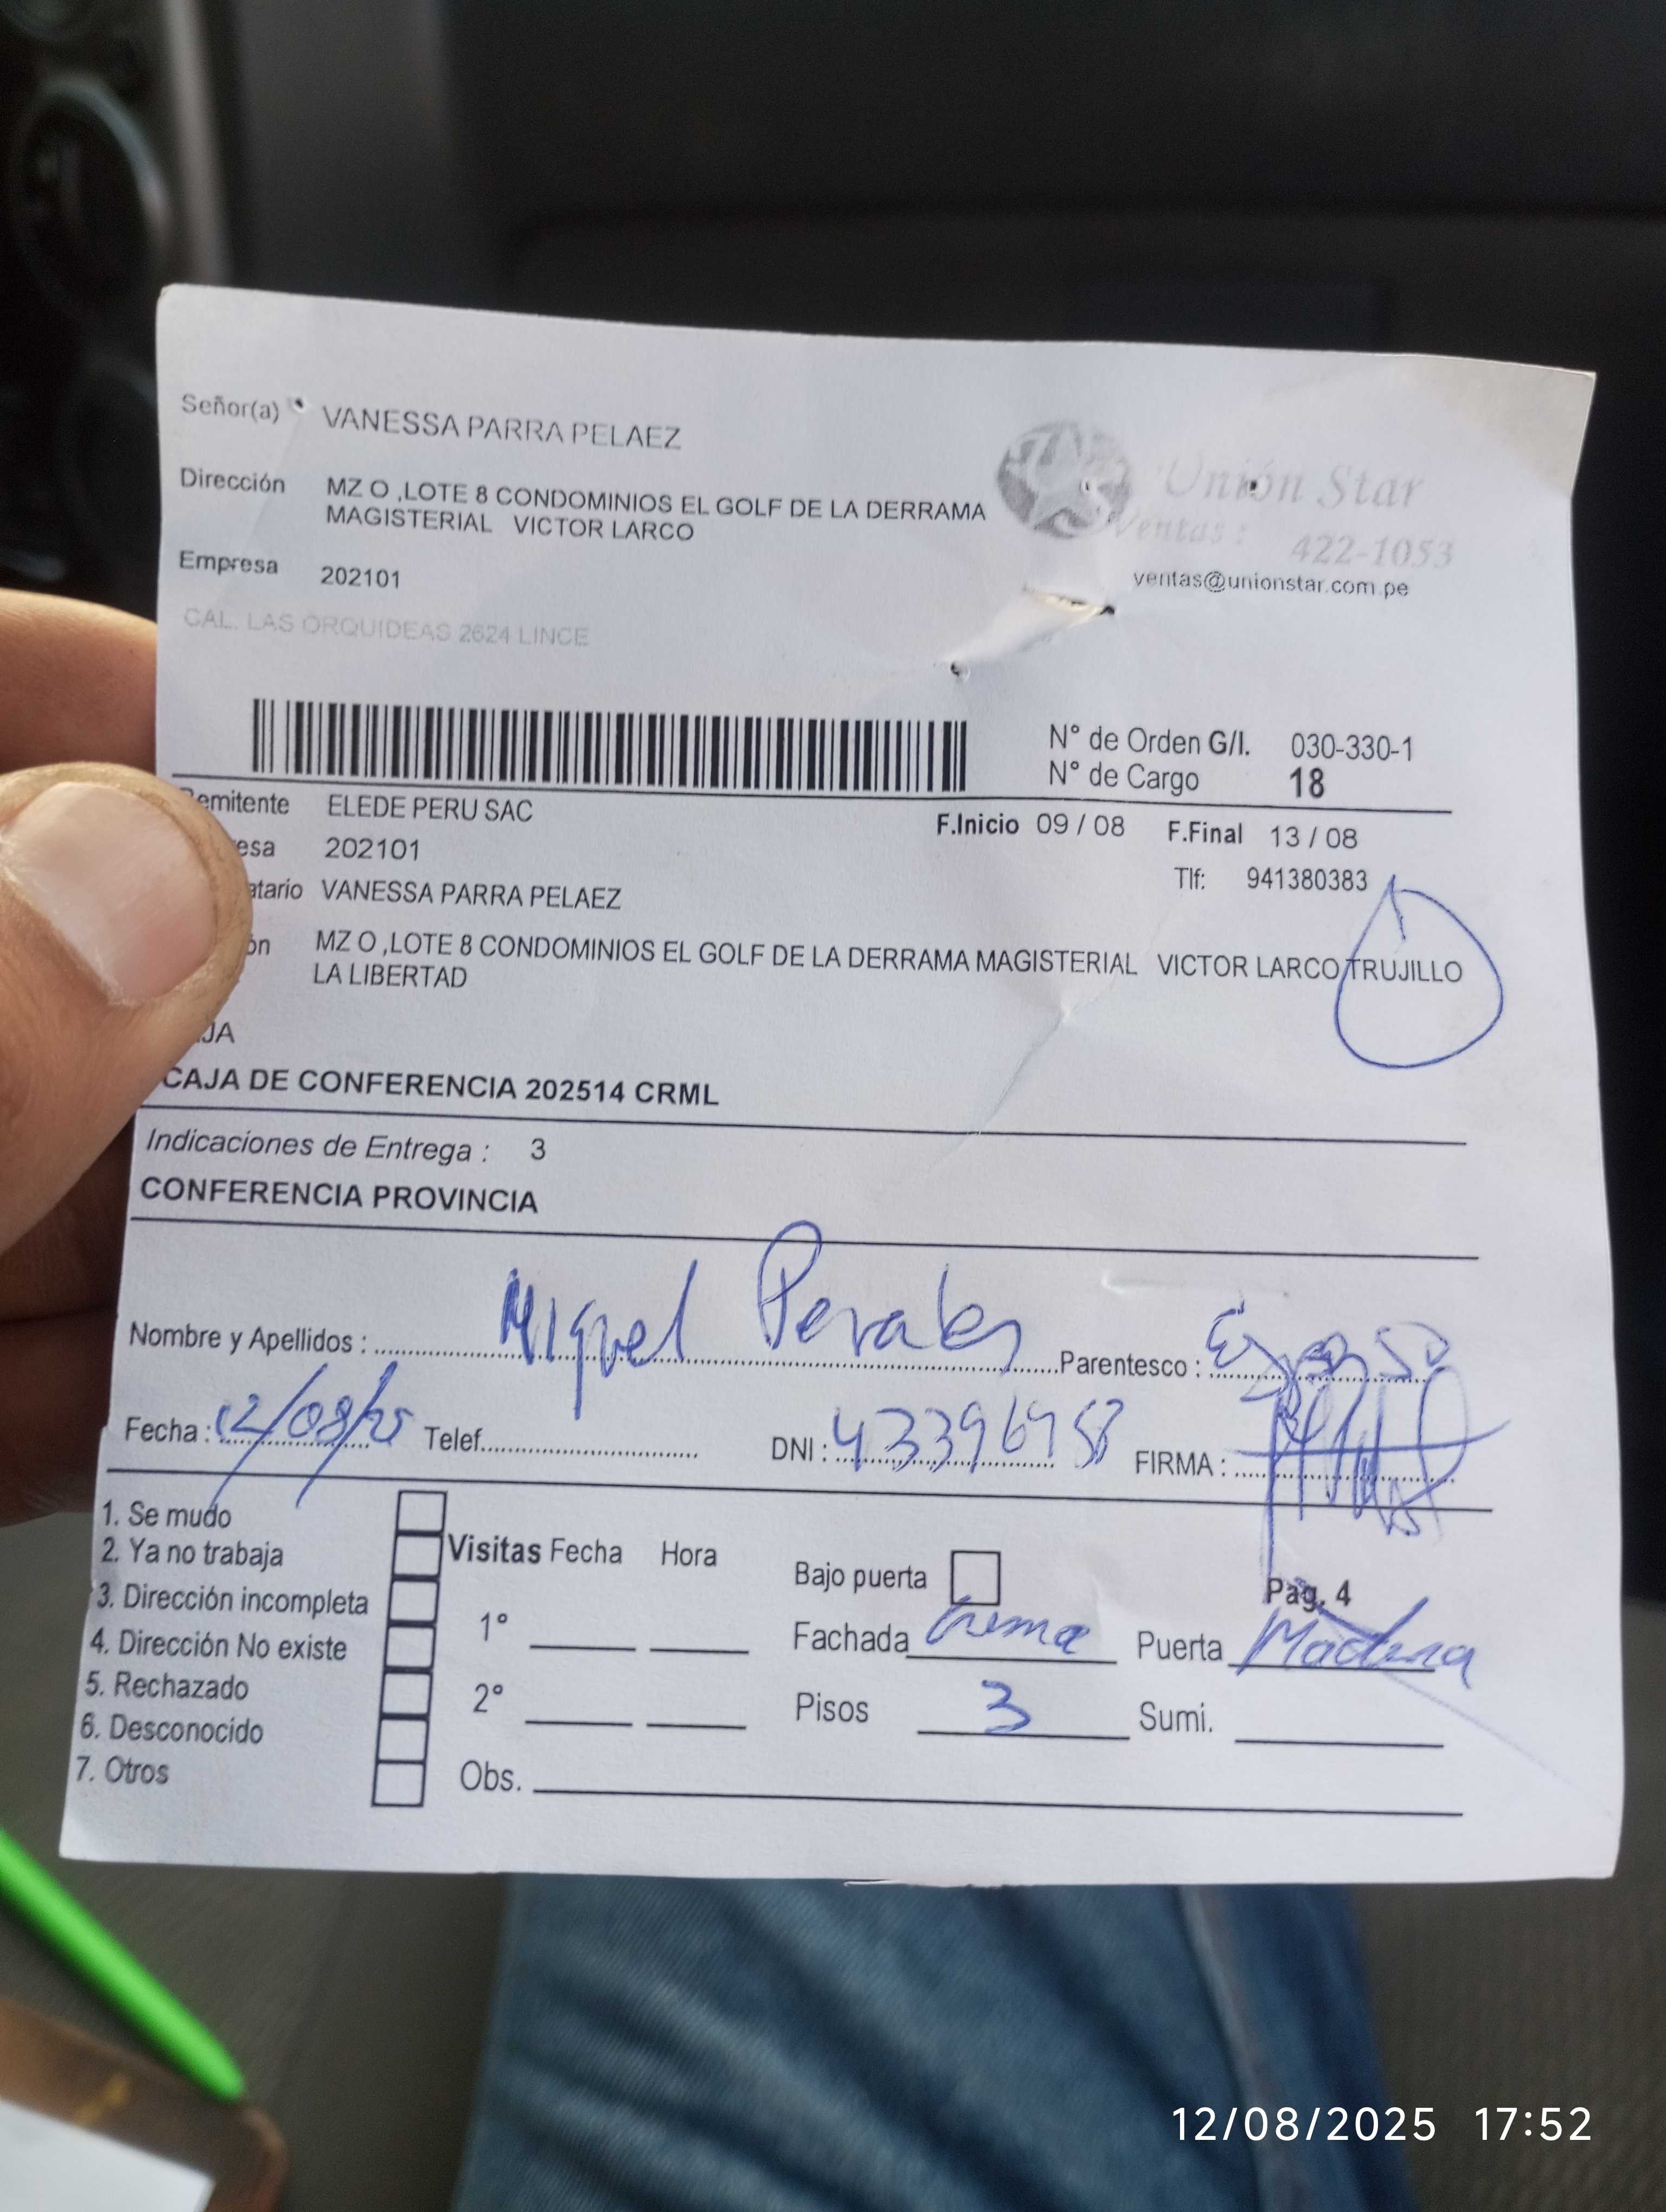 Señor(a) VANESSA PARRA PELAEZ
Dirección MZ O ,LOTE 8 CONDOMINIOS EL GOLF DE LA DERRAMA
MAGISTERIAL VICTOR LARCO
Empresa 202101
CAL. LAS ORQUIDEAS 2624 LINCE
Unión Star
Ventas :
422-1053
ventas@unionstar.com.pe
N° de Orden G/I. 030-330-1
N° de Cargo 18
emitente ELEDE PERU SAC
F.Inicio 09 / 08 F.Final 13 / 08
esa 202101
Tlf: 941380383
atario VANESSA PARRA PELAEZ
ón MZ O ,LOTE 8 CONDOMINIOS EL GOLF DE LA DERRAMA MAGISTERIAL VICTOR LARCO TRUJILLO
LA LIBERTAD
JA
CAJA DE CONFERENCIA 202514 CRML
Indicaciones de Entrega : 3
CONFERENCIA PROVINCIA
Nombre y Apellidos : Miguel Perales Parentesco : Esposo
Fecha : 12/08/25 Telef. DNI : 43396958 FIRMA :
1. Se mudo
2. Ya no trabaja
3. Dirección incompleta
4. Dirección No existe
5. Rechazado
6. Desconocido
7. Otros
Visitas Fecha Hora
1°
2°
Obs.
Bajo puerta
Pag. 4
Fachada Crema Puerta Madera
Pisos 3 Sumi.
12/08/2025 17:52